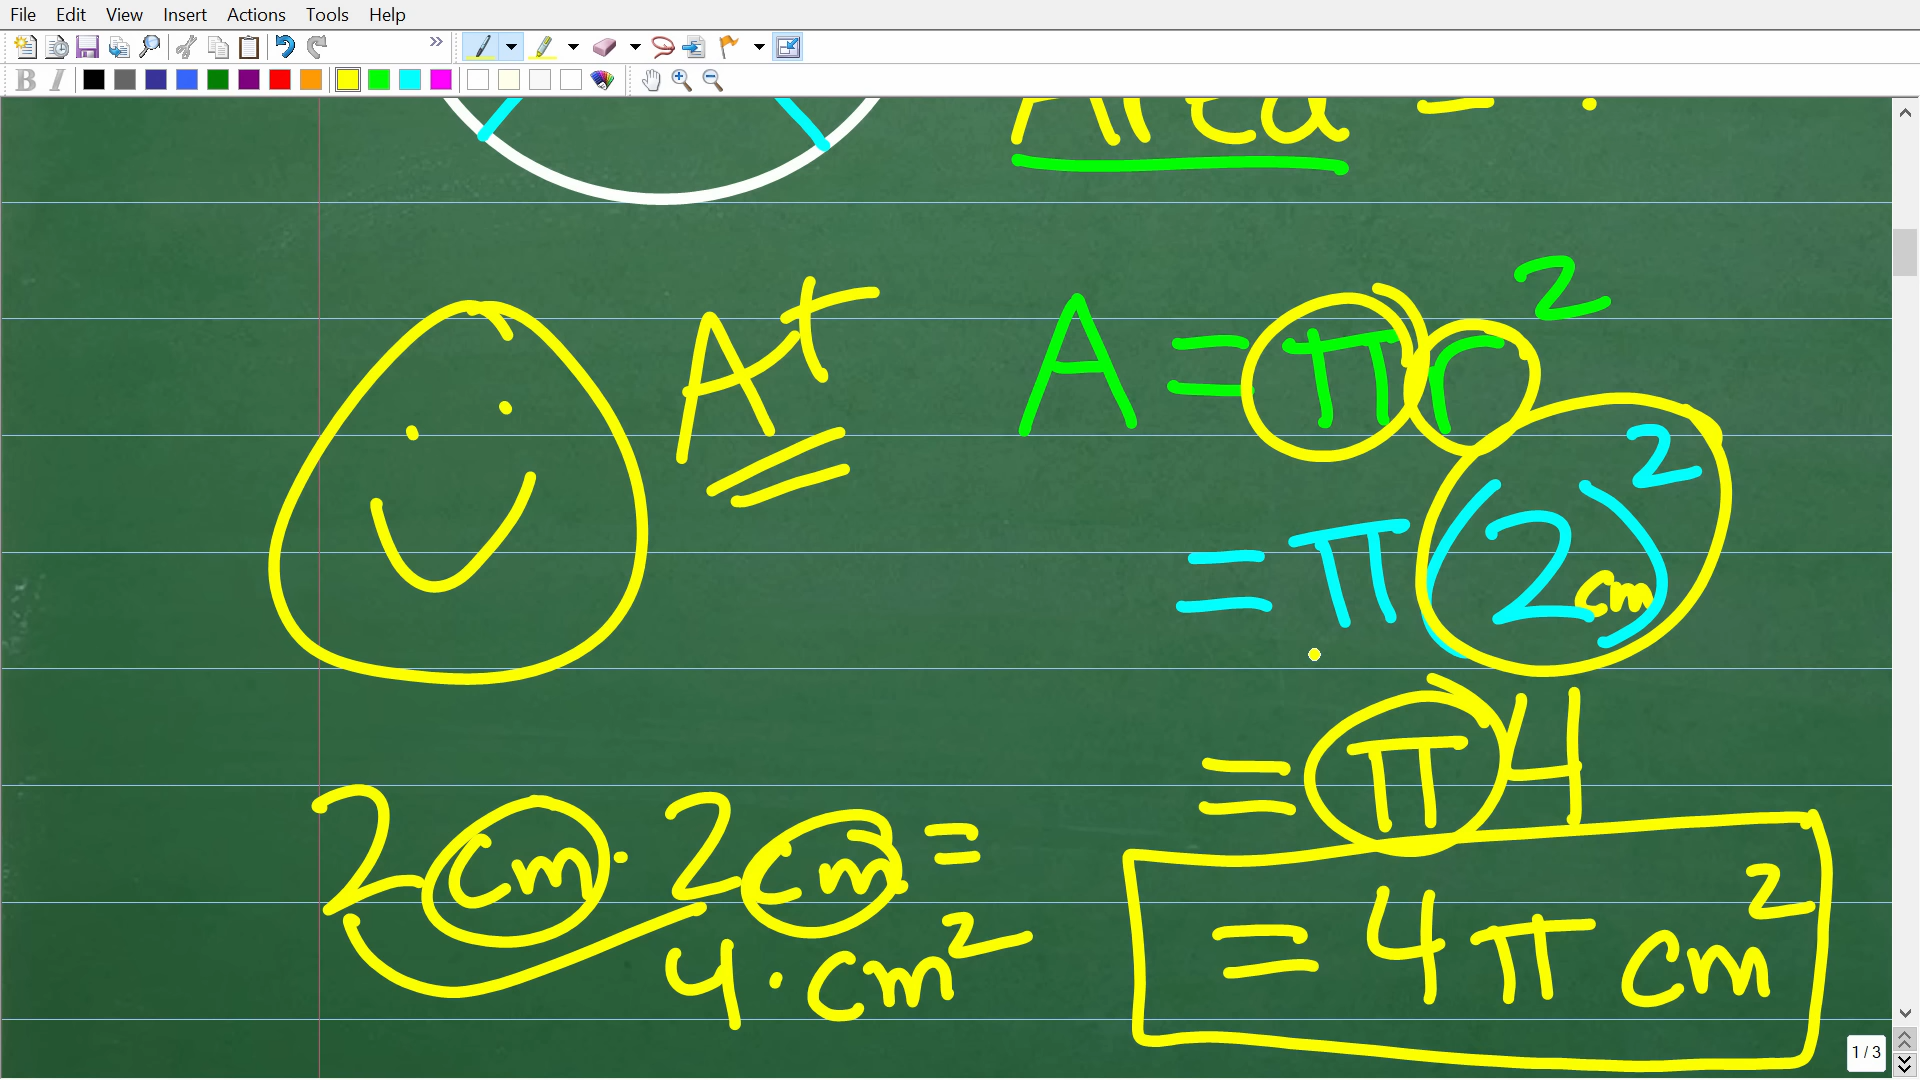 File Edit View Insert Actions Tools Help
B I
Area = ?
A+
A = πr²
= π(2cm)²
= π4
2cm · 2cm =
4 · cm²
= 4π cm²
1 / 3